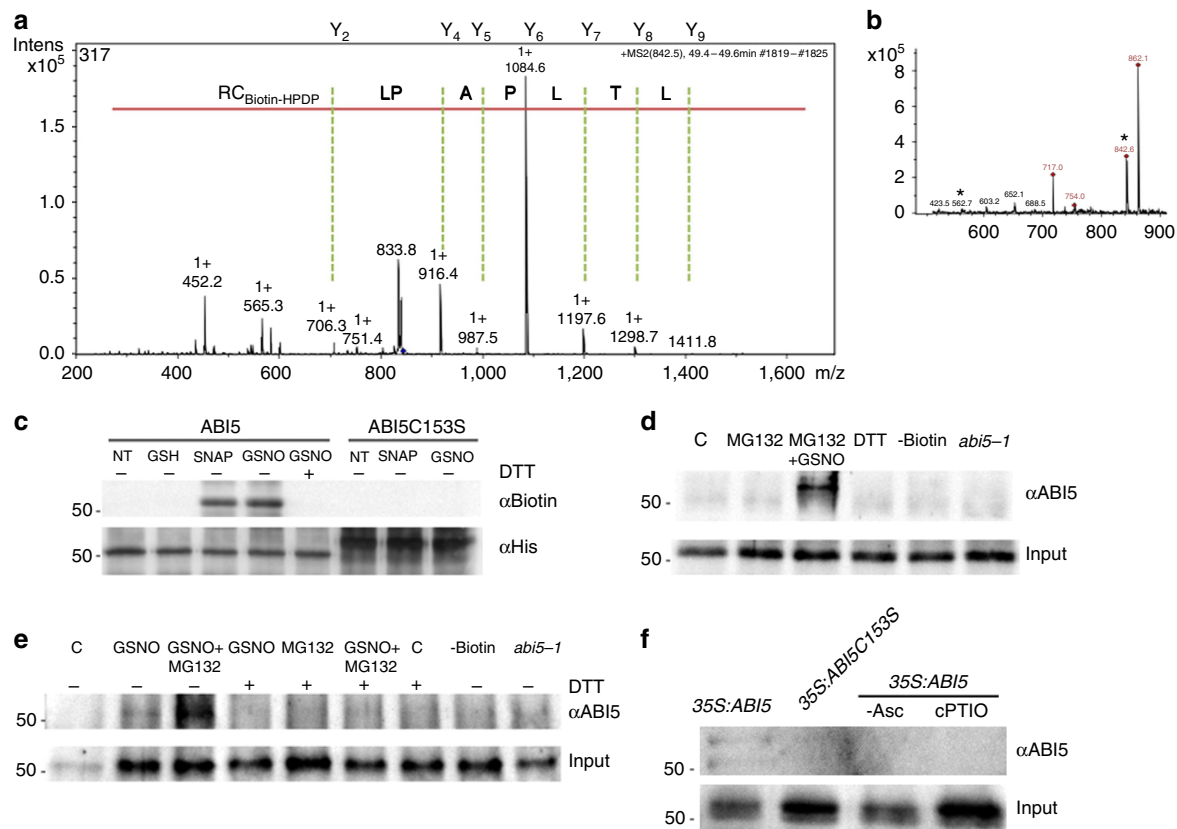 a
Y2 Y4 Y5 Y6 Y7 Y8 Y9
Intens
x10^5
317
+MS2(842.5), 49.4–49.6min #1819–#1825
1+
1084.6
RC Biotin-HPDP LP A P L T L
1.5
1.0
0.5
0.0
1+
452.2
1+
565.3
1+
706.3
1+
751.4
833.8
1+
916.4
1+
987.5
1+
1197.6
1+
1298.7
1411.8
200 400 600 800 1,000 1,200 1,400 1,600 m/z
b
×10^5
8
6
4
2
0
862.1
*
842.6
717.0
754.0
*
423.5 562.7 603.2 652.1 688.5
600 700 800 900
c
ABI5 ABI5C153S
NT GSH SNAP GSNO GSNO NT SNAP GSNO
– – – – + – – – DTT
50 - αBiotin
50 - αHis
d
C MG132 MG132 +GSNO DTT -Biotin abi5–1
50 - αABI5
50 - Input
e
C GSNO GSNO+ MG132 GSNO MG132 GSNO+ MG132 C -Biotin abi5–1
– – – + + + + – – DTT
50 - αABI5
50 - Input
f
35S:ABI5 35S:ABI5C153S 35S:ABI5
-Asc cPTIO
50 - αABI5
50 - Input